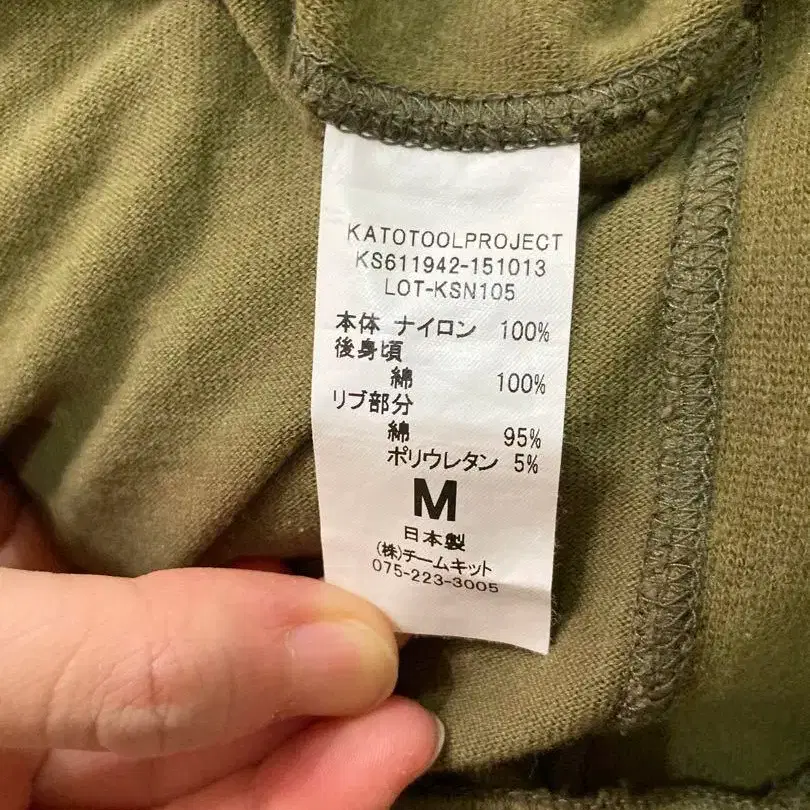 KATOTOOLPROJECT
KS611942-151013
LOT-KSN105
本体 ナイロン 100%
後身頃
綿 100%
リブ部分
綿 95%
ポリウレタン 5%
M
日本製
(株)チームキット
075-223-3005